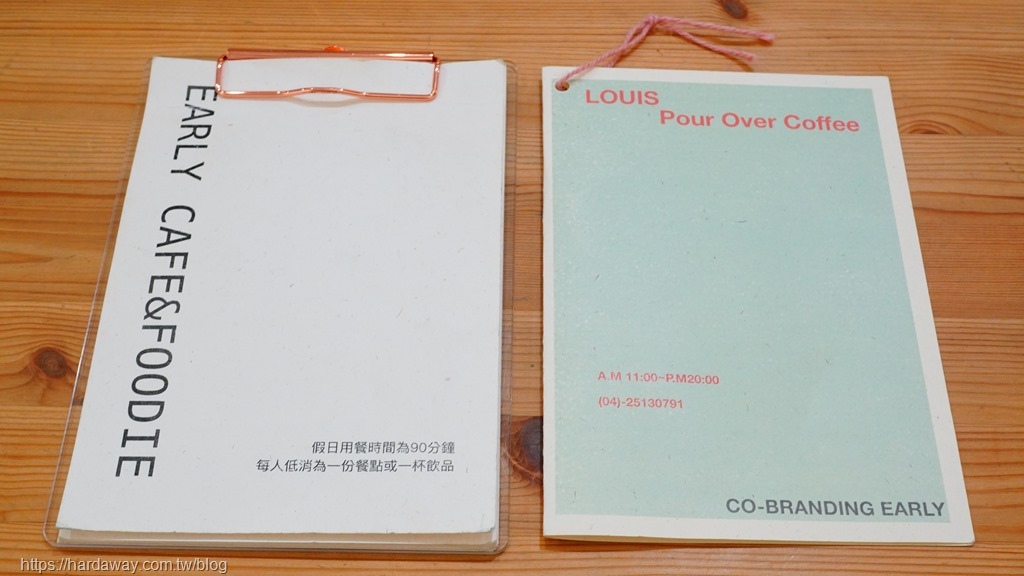 EARLY CAFE&FOODIE
假日用餐時間為90分鐘
每人低消為一份餐點或一杯飲品
LOUIS
Pour Over Coffee
A.M 11:00~P.M20:00
(04)-25130791
CO-BRANDING EARLY
https://hardaway.com.tw/blog